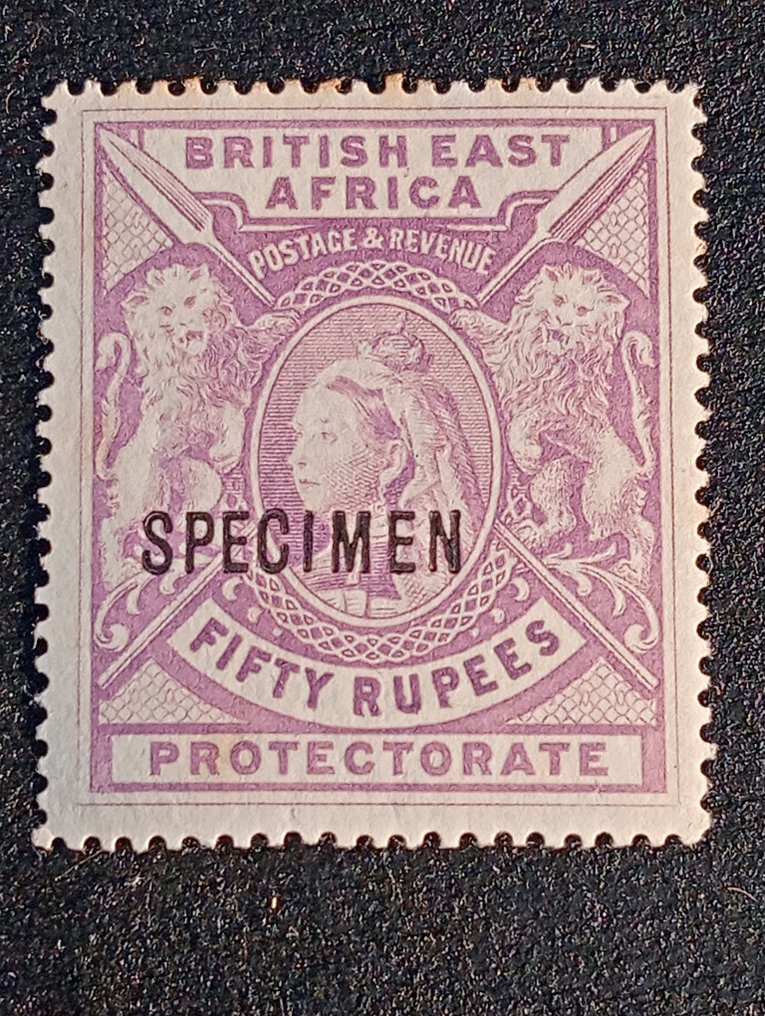 BRITISH EAST
AFRICA
POSTAGE & REVENUE
SPECIMEN
FIFTY RUPEES
PROTECTORATE